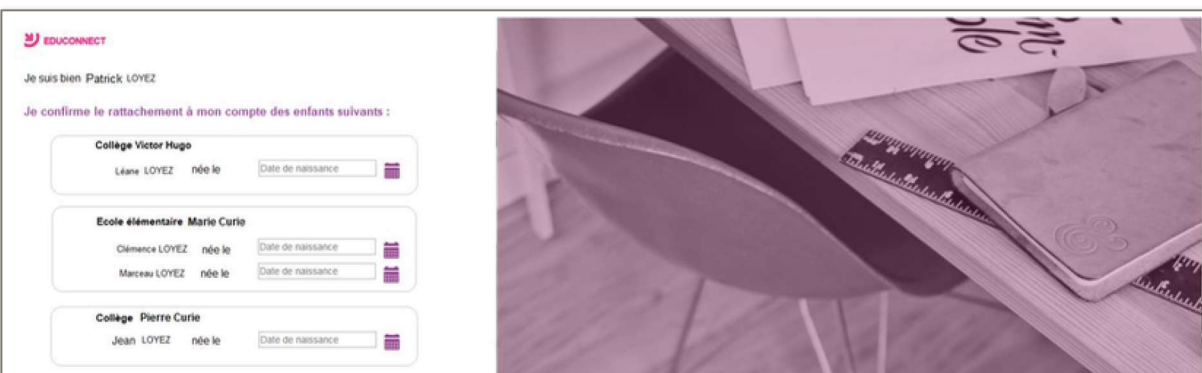 EDUCONNECT
Je suis bien Patrick LOYEZ
Je confirme le rattachement à mon compte des enfants suivants :
Collège Victor Hugo
Léane LOYEZ née le Date de naissance
Ecole élémentaire Marie Curie
Clémence LOYEZ née le Date de naissance
Marceau LOYEZ née le Date de naissance
Collège Pierre Curie
Jean LOYEZ née le Date de naissance